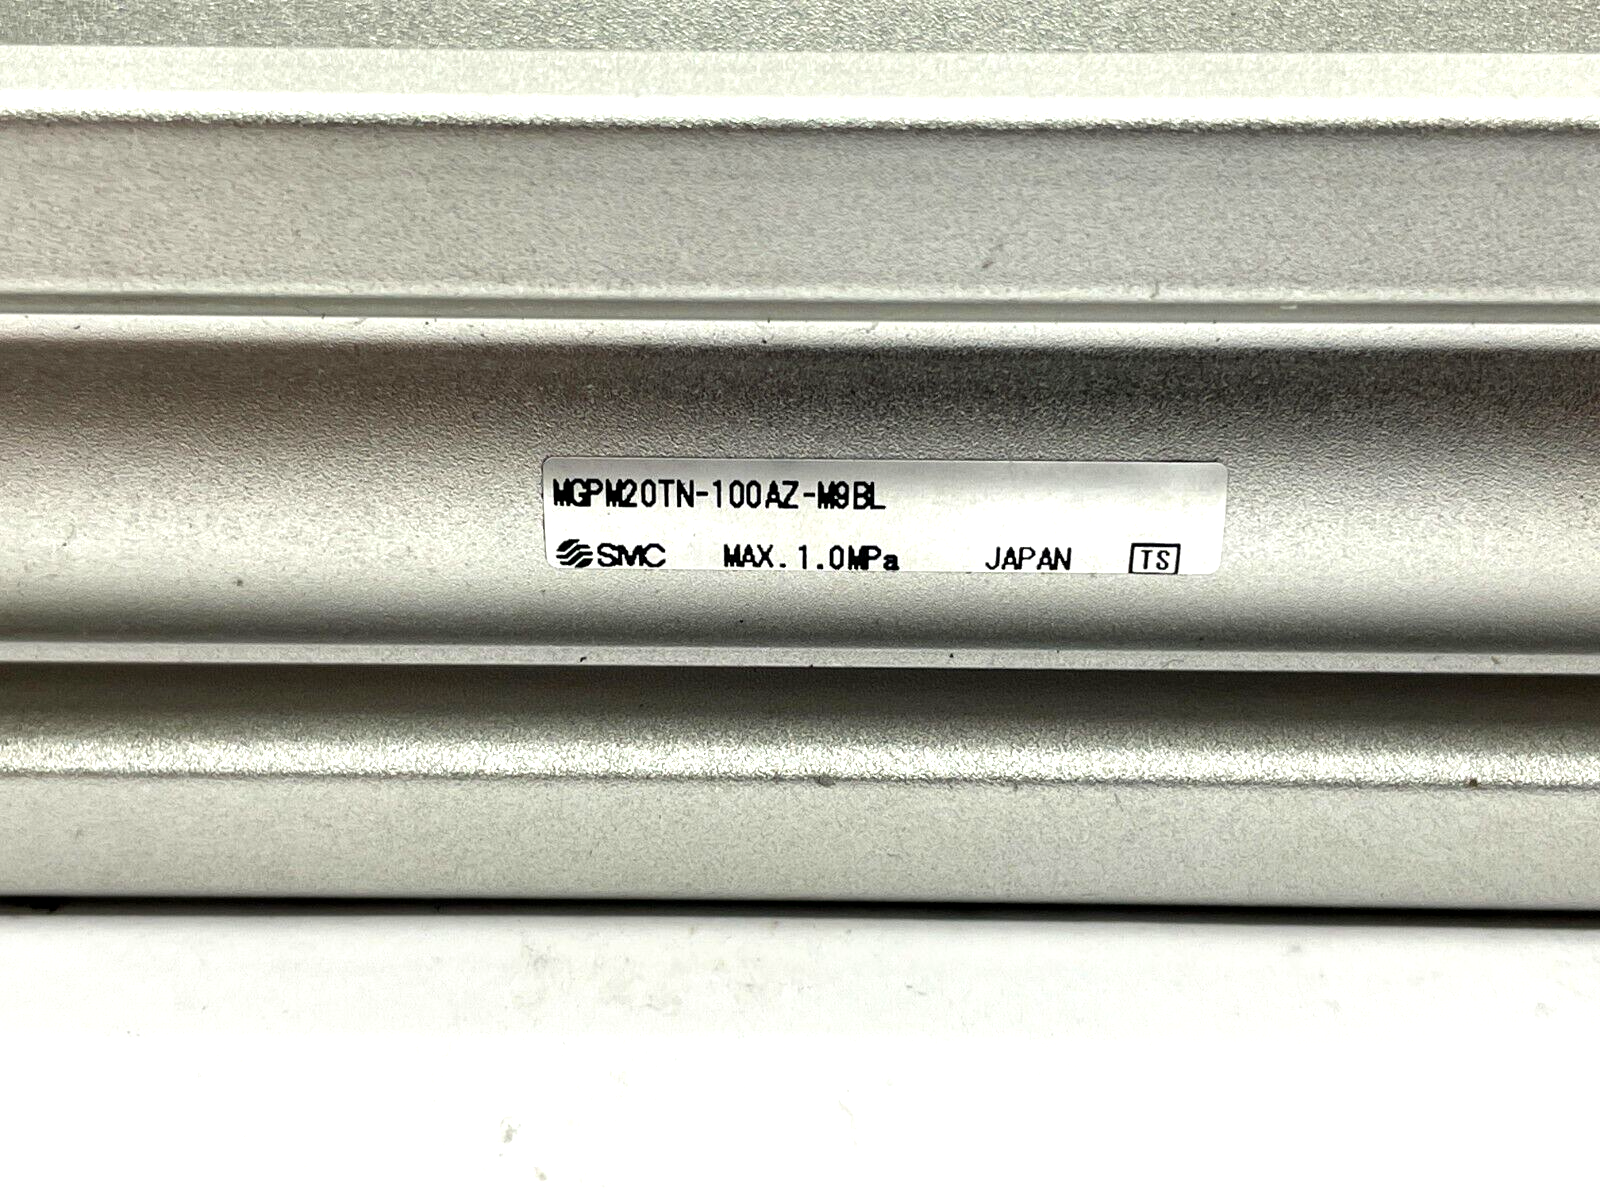 MGPM20TN-100AZ-M9BL
SMC MAX. 1.0MPa JAPAN TS